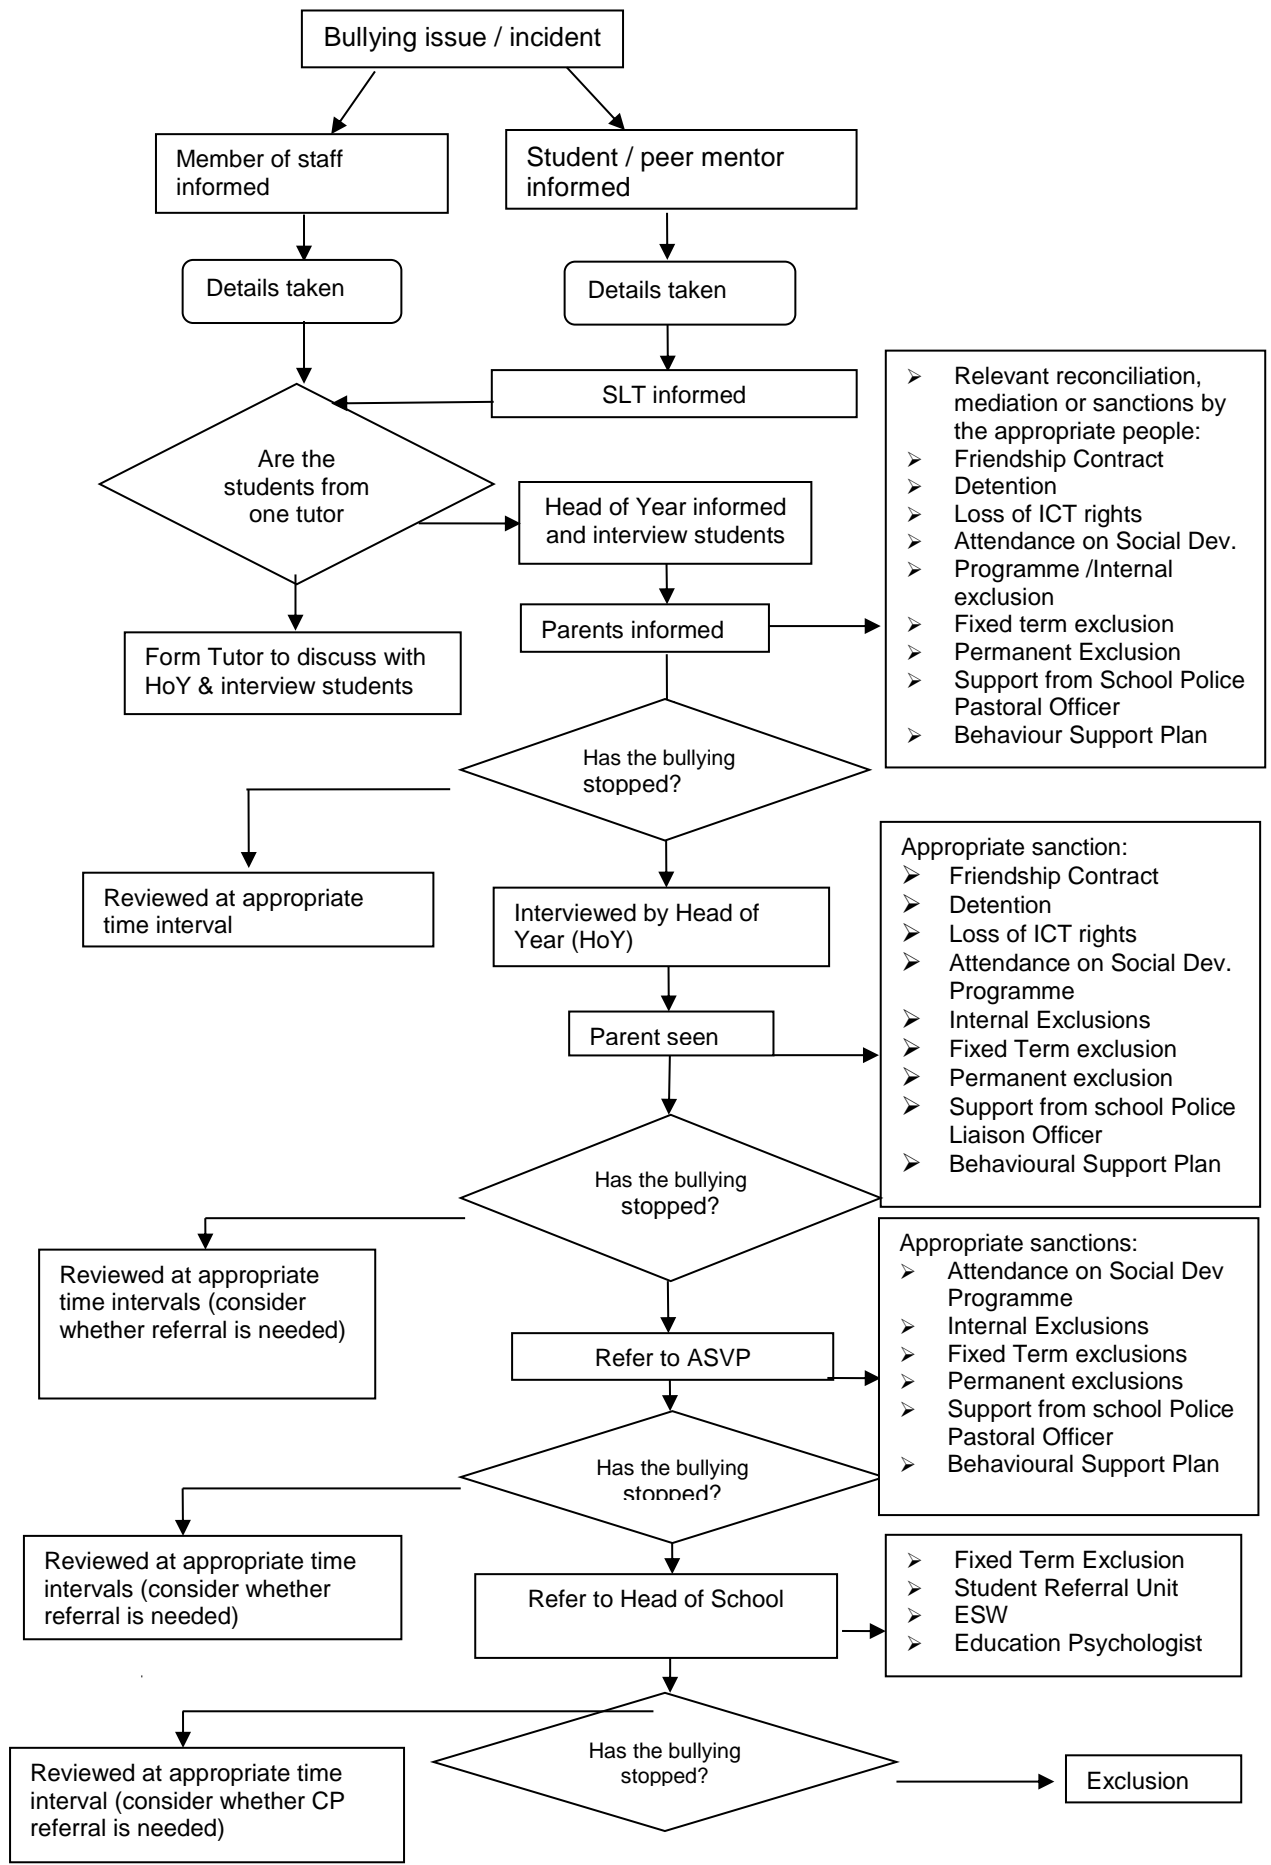 Bullying issue / incident
Member of staff
informed
Student / peer mentor
informed
Details taken
Details taken
SLT informed
Are the
students from
one tutor
Head of Year informed
and interview students
Parents informed
Form Tutor to discuss with
HoY & interview students
➢ Relevant reconciliation,
mediation or sanctions by
the appropriate people:
➢ Friendship Contract
➢ Detention
➢ Loss of ICT rights
➢ Attendance on Social Dev.
➢ Programme /Internal
exclusion
➢ Fixed term exclusion
➢ Permanent Exclusion
➢ Support from School Police
Pastoral Officer
➢ Behaviour Support Plan
Has the bullying
stopped?
Reviewed at appropriate
time interval
Interviewed by Head of
Year (HoY)
Parent seen
Appropriate sanction:
➢ Friendship Contract
➢ Detention
➢ Loss of ICT rights
➢ Attendance on Social Dev.
Programme
➢ Internal Exclusions
➢ Fixed Term exclusion
➢ Permanent exclusion
➢ Support from school Police
Liaison Officer
➢ Behavioural Support Plan
Has the bullying
stopped?
Reviewed at appropriate
time intervals (consider
whether referral is needed)
Refer to ASVP
Appropriate sanctions:
➢ Attendance on Social Dev
Programme
➢ Internal Exclusions
➢ Fixed Term exclusions
➢ Permanent exclusions
➢ Support from school Police
Pastoral Officer
➢ Behavioural Support Plan
Has the bullying
stopped?
Reviewed at appropriate time
intervals (consider whether
referral is needed)
Refer to Head of School
➢ Fixed Term Exclusion
➢ Student Referral Unit
➢ ESW
➢ Education Psychologist
Has the bullying
stopped?
Reviewed at appropriate time
interval (consider whether CP
referral is needed)
Exclusion